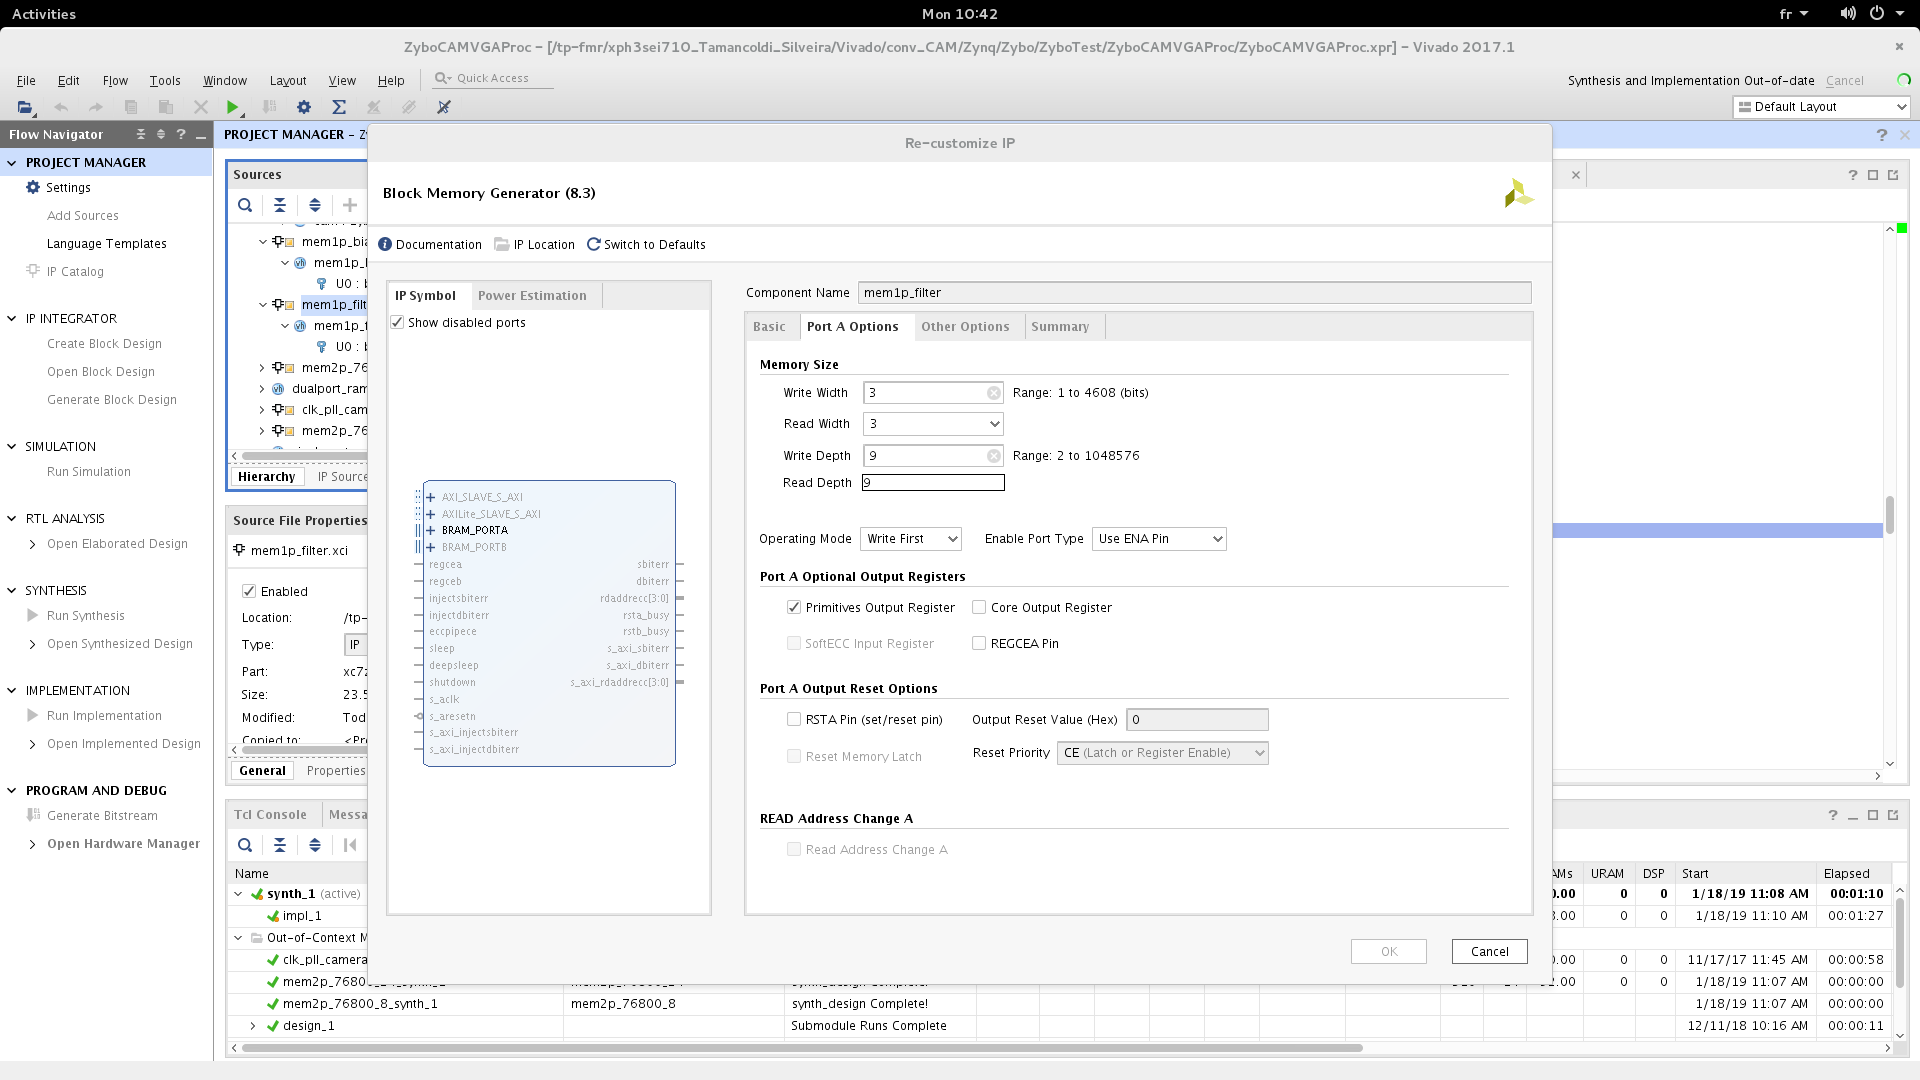 Activities
Mon 10:42
fr
ZyboCAMVGAProc - [/tp-fmr/xph3sei710_Tamancoldi_Silveira/Vivado/conv_CAM/Zynq/Zybo/ZyboTest/ZyboCAMVGAProc/ZyboCAMVGAProc.xpr] - Vivado 2017.1
File Edit Flow Tools Window Layout View Help Quick Access
Synthesis and Implementation Out-of-date Cancel
Default Layout
Flow Navigator
PROJECT MANAGER
Settings
Add Sources
Language Templates
IP Catalog
IP INTEGRATOR
Create Block Design
Open Block Design
Generate Block Design
SIMULATION
Run Simulation
RTL ANALYSIS
Open Elaborated Design
SYNTHESIS
Run Synthesis
Open Synthesized Design
IMPLEMENTATION
Run Implementation
Open Implemented Design
PROGRAM AND DEBUG
Generate Bitstream
Open Hardware Manager
PROJECT MANAGER - Zy
Sources
mem1p_bia
mem1p_
U0 :
mem1p_filt
mem1p_f
U0 :
mem2p_76
dualport_ram
clk_pll_cam
mem2p_76
Hierarchy IP Source
Source File Properties
mem1p_filter.xci
Enabled
Location: /tp-
Type: IP
Part: xc7z
Size: 23.5
Modified: Tod
Copied to: <Pro
General Properties
Re-customize IP
Block Memory Generator (8.3)
Documentation IP Location Switch to Defaults
IP Symbol Power Estimation
Show disabled ports
AXI_SLAVE_S_AXI
AXILite_SLAVE_S_AXI
BRAM_PORTA
BRAM_PORTB
regcea sbiterr
regceb dbiterr
injectsbiterr rdaddrecc[3:0]
injectdbiterr rsta_busy
eccpipece rstb_busy
sleep s_axi_sbiterr
deepsleep s_axi_dbiterr
shutdown s_axi_rdaddrecc[3:0]
s_aclk
s_aresetn
s_axi_injectsbiterr
s_axi_injectdbiterr
Component Name mem1p_filter
Basic Port A Options Other Options Summary
Memory Size
Write Width 3 Range: 1 to 4608 (bits)
Read Width 3
Write Depth 9 Range: 2 to 1048576
Read Depth 9
Operating Mode Write First Enable Port Type Use ENA Pin
Port A Optional Output Registers
Primitives Output Register Core Output Register
SoftECC Input Register REGCEA Pin
Port A Output Reset Options
RSTA Pin (set/reset pin) Output Reset Value (Hex) 0
Reset Memory Latch Reset Priority CE (Latch or Register Enable)
READ Address Change A
Read Address Change A
OK Cancel
Tcl Console Messa
Name AMs URAM DSP Start Elapsed
synth_1 (active) 0.00 0 0 1/18/19 11:08 AM 00:01:10
impl_1 .00 0 0 1/18/19 11:10 AM 00:01:27
Out-of-Context M
clk_pll_camera 0.00 0 0 11/17/17 11:45 AM 00:00:58
0 0 1/18/19 11:07 AM 00:00:00
mem2p_76800_8_synth_1 mem2p_76800_8 synth_design Complete! 1/18/19 11:07 AM 00:00:00
design_1 Submodule Runs Complete 12/11/18 10:16 AM 00:00:11